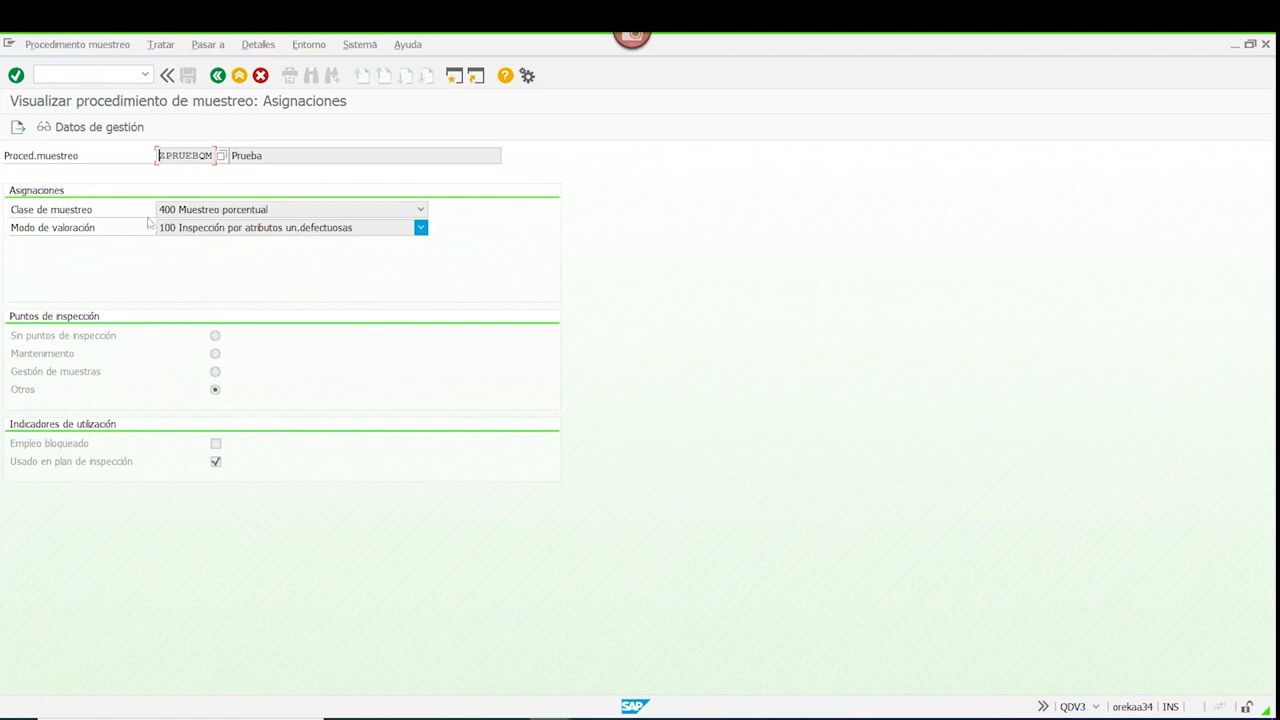 Procedimiento muestreo Tratar Pasar a Detalles Entorno Sistema Ayuda
Visualizar procedimiento de muestreo: Asignaciones
Datos de gestión
Proced.muestreo ZPRUEBQM Prueba
Asignaciones
Clase de muestreo 400 Muestreo porcentual
Modo de valoración 100 Inspección por atributos un.defectuosas
Puntos de inspección
Sin puntos de inspección
Mantenimiento
Gestión de muestras
Otros
Indicadores de utilización
Empleo bloqueado
Usado en plan de inspección
SAP QDV3 orekaa34 INS